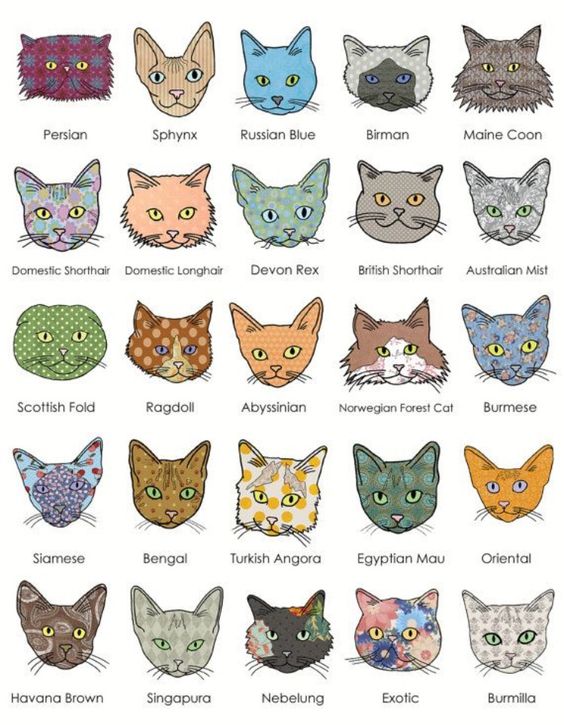 Persian
Sphynx
Russian Blue
Birman
Maine Coon
Domestic Shorthair
Domestic Longhair
Devon Rex
British Shorthair
Australian Mist
Scottish Fold
Ragdoll
Abyssinian
Norwegian Forest Cat
Burmese
Siamese
Bengal
Turkish Angora
Egyptian Mau
Oriental
Havana Brown
Singapura
Nebelung
Exotic
Burmilla